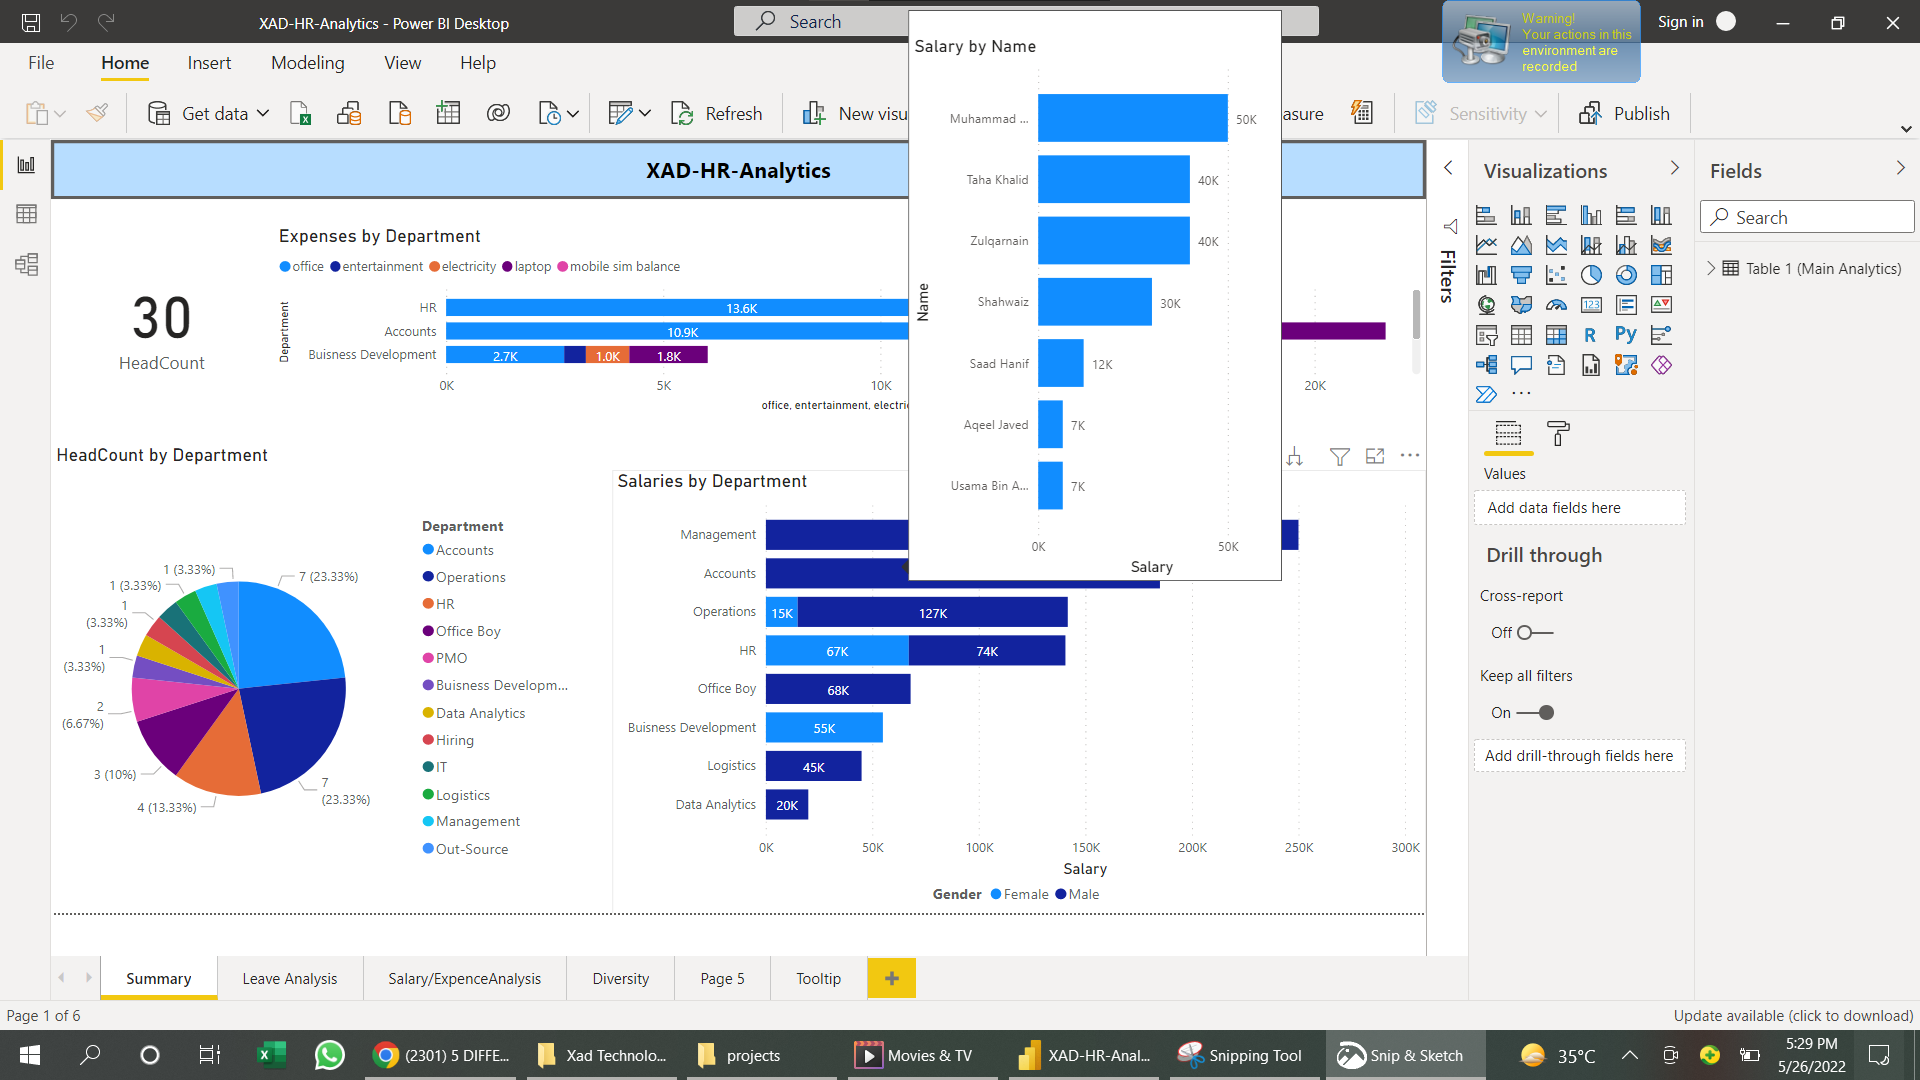 XAD-HR-Analytics - Power BI Desktop
Search
Warning!
Your actions in this
environment are
recorded
Sign in
File
Home
Insert
Modeling
View
Help
Get data
Refresh
New visu
asure
Sensitivity
Publish
XAD-HR-Analytics
Salary by Name
Name
Muhammad ...
50K
Taha Khalid
40K
Zulqarnain
40K
Shahwaiz
30K
Saad Hanif
12K
Aqeel Javed
7K
Usama Bin A...
7K
0K
50K
Salary
30
HeadCount
Expenses by Department
office
entertainment
electricity
laptop
mobile sim balance
Department
HR
13.6K
Accounts
10.9K
Buisness Development
2.7K
1.0K
1.8K
0K
5K
10K
20K
office, entertainment, electric
HeadCount by Department
7 (23.33%)
7
(23.33%)
4 (13.33%)
3 (10%)
2
(6.67%)
1
(3.33%)
1
(3.33%)
1 (3.33%)
1 (3.33%)
Department
Accounts
Operations
HR
Office Boy
PMO
Buisness Developm...
Data Analytics
Hiring
IT
Logistics
Management
Out-Source
Salaries by Department
Management
Accounts
Operations
15K
127K
HR
67K
74K
Office Boy
68K
Buisness Development
55K
Logistics
45K
Data Analytics
20K
0K
50K
100K
150K
200K
250K
300K
Salary
Gender
Female
Male
Filters
Visualizations
R
Py
123
Values
Add data fields here
Drill through
Cross-report
Off
Keep all filters
On
Add drill-through fields here
Fields
Search
Table 1 (Main Analytics)
Summary
Leave Analysis
Salary/ExpenceAnalysis
Diversity
Page 5
Tooltip
Page 1 of 6
Update available (click to download)
(2301) 5 DIFFE...
Xad Technolo...
projects
Movies & TV
XAD-HR-Anal...
Snipping Tool
Snip & Sketch
35°C
5:29 PM
5/26/2022